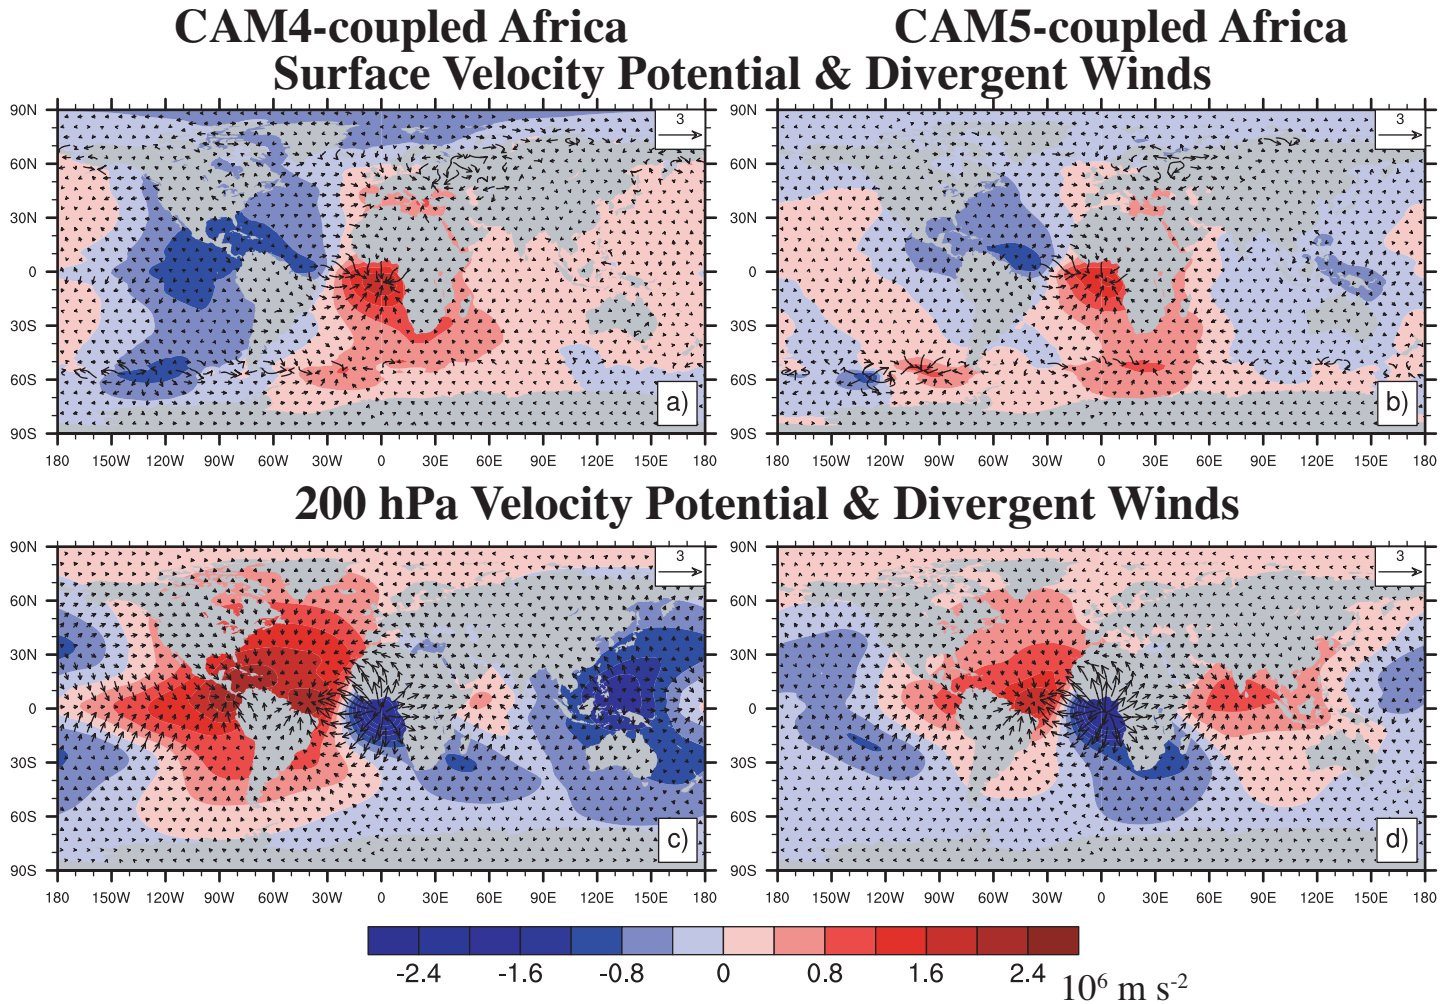 CAM4-coupled Africa CAM5-coupled Africa
Surface Velocity Potential & Divergent Winds
90N 60N 30N 0 30S 60S 90S
3
a)
180 150W 120W 90W 60W 30W 0 30E 60E 90E 120E 150E 180
90N 60N 30N 0 30S 60S 90S
3
b)
180 150W 120W 90W 60W 30W 0 30E 60E 90E 120E 150E 180
200 hPa Velocity Potential & Divergent Winds
90N 60N 30N 0 30S 60S 90S
3
c)
180 150W 120W 90W 60W 30W 0 30E 60E 90E 120E 150E 180
90N 60N 30N 0 30S 60S 90S
3
d)
180 150W 120W 90W 60W 30W 0 30E 60E 90E 120E 150E 180
-2.4 -1.6 -0.8 0 0.8 1.6 2.4 10⁶ m s⁻²